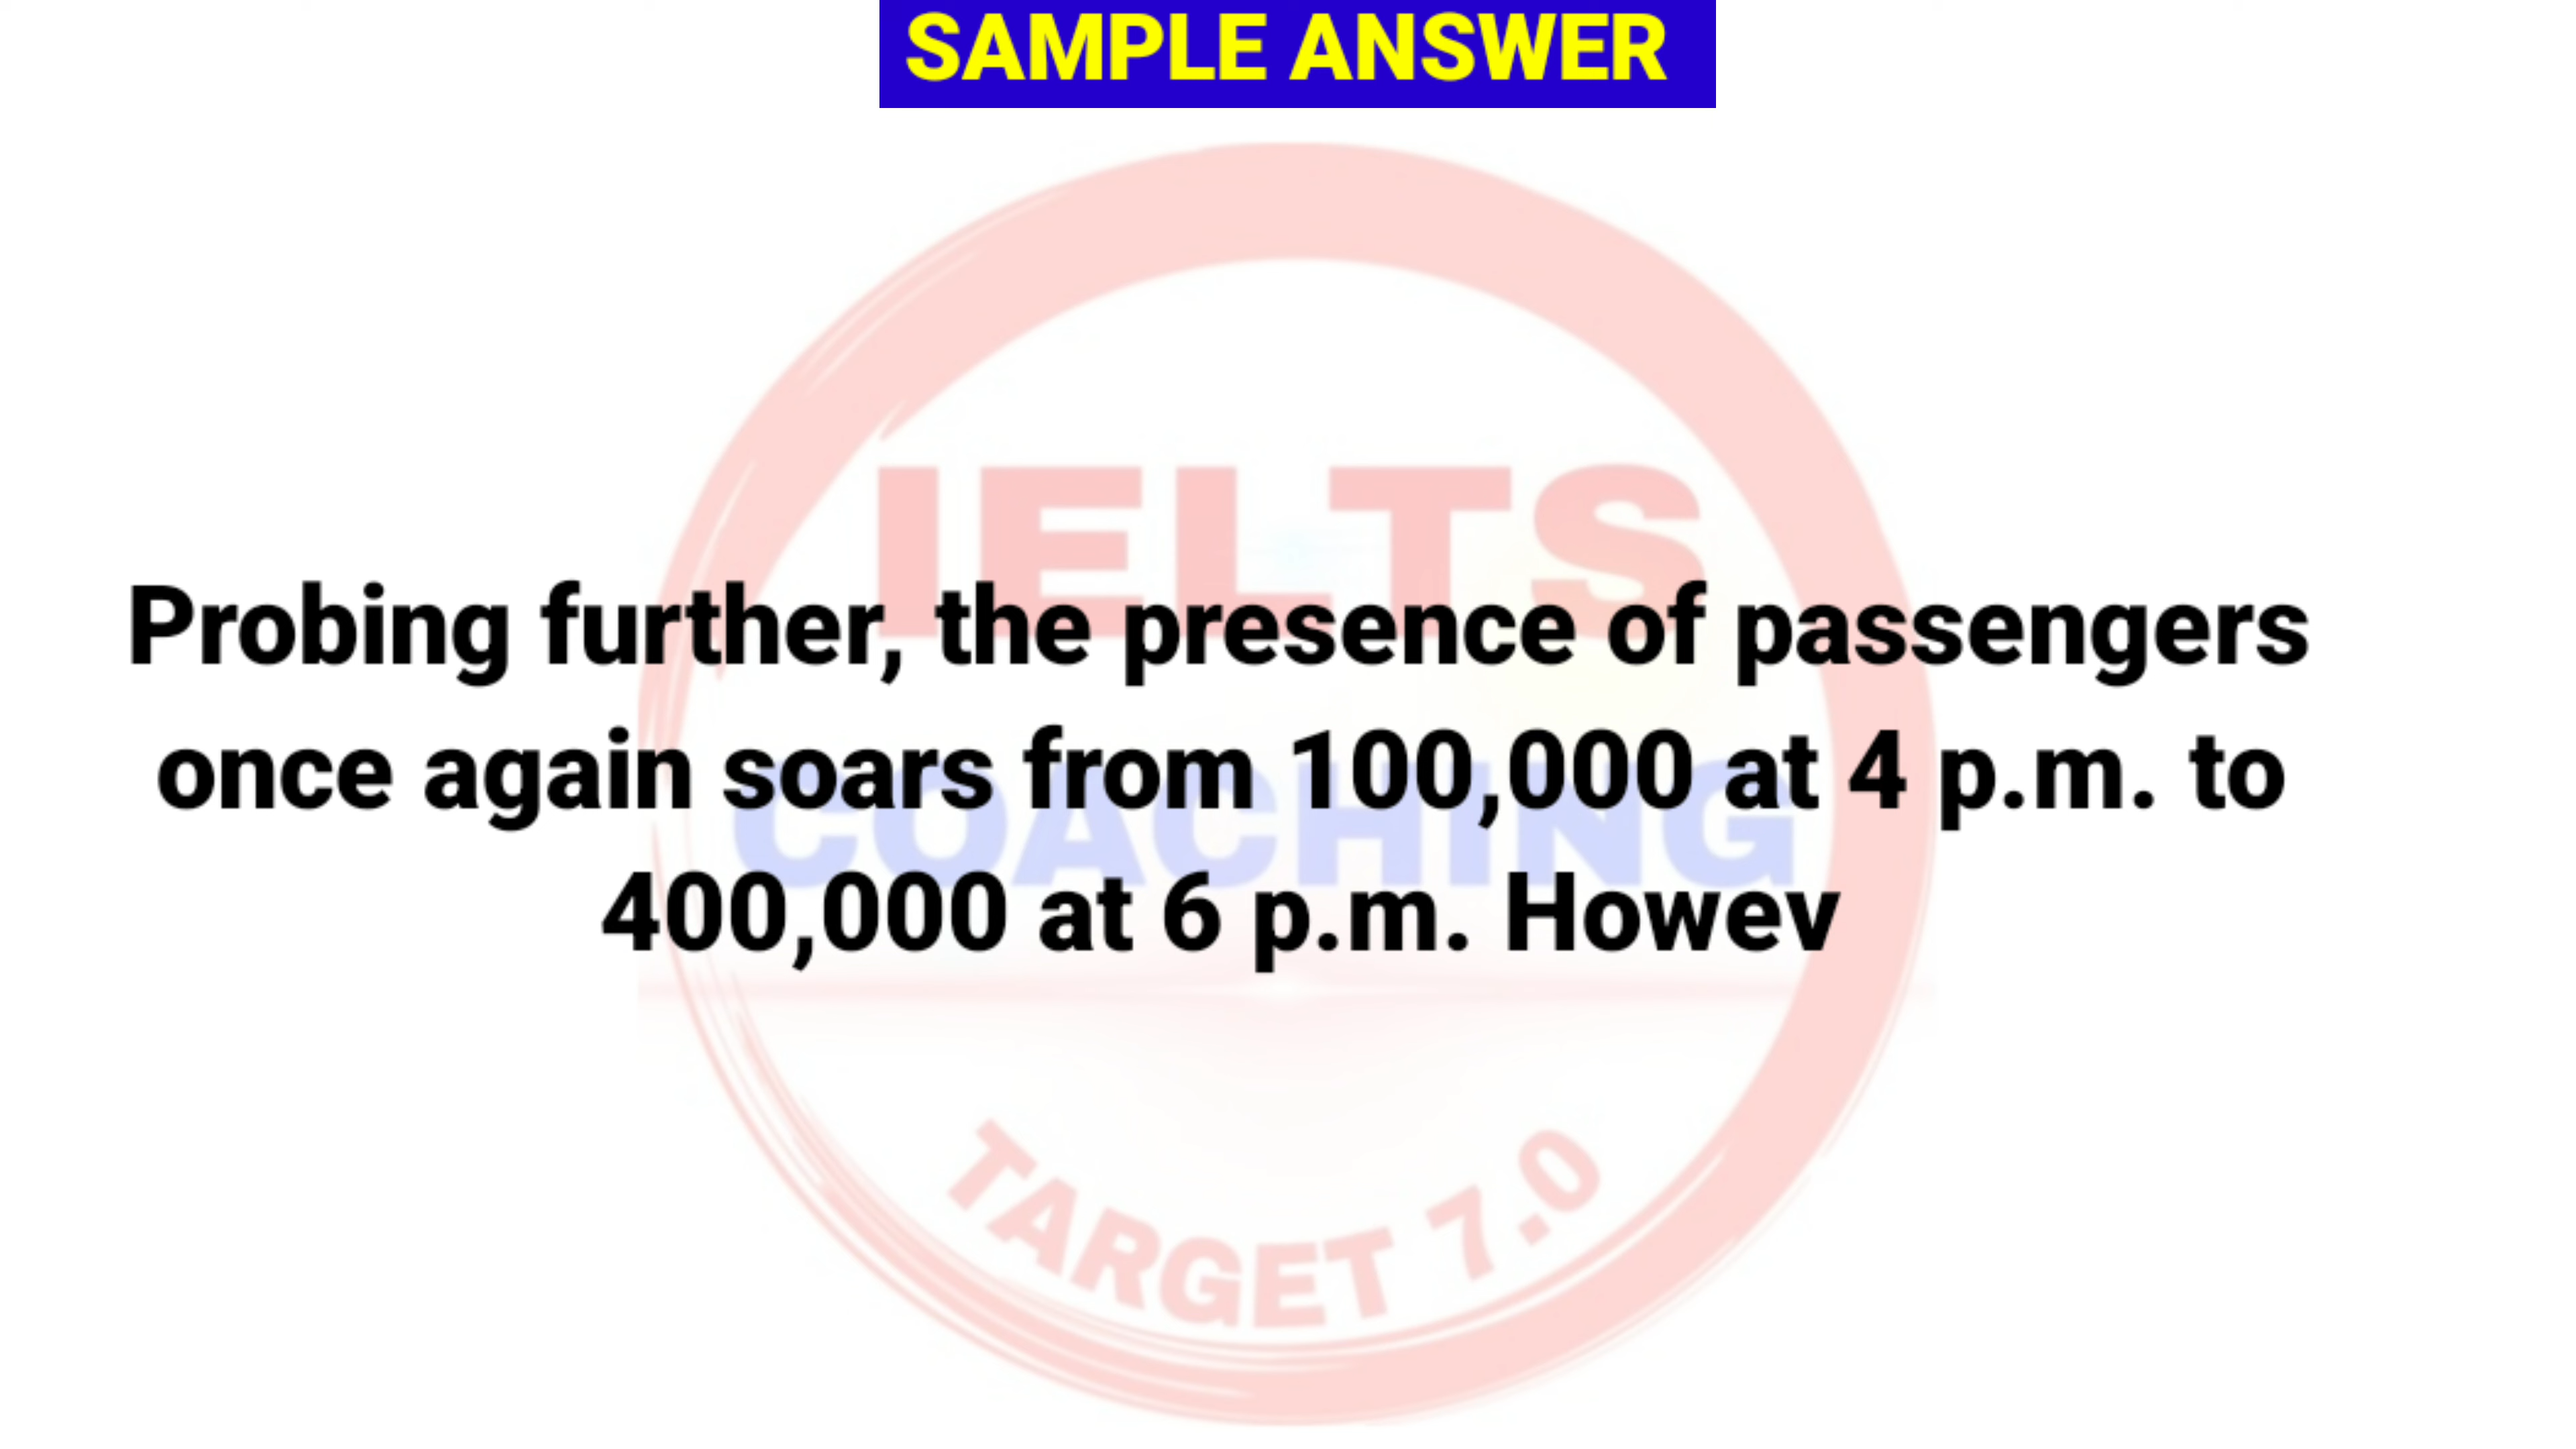 SAMPLE ANSWER
IELTS
Probing further, the presence of passengers
once again soars from 100,000 at 4 p.m. to
COACHING
400,000 at 6 p.m. Howev
TARGET 7.0